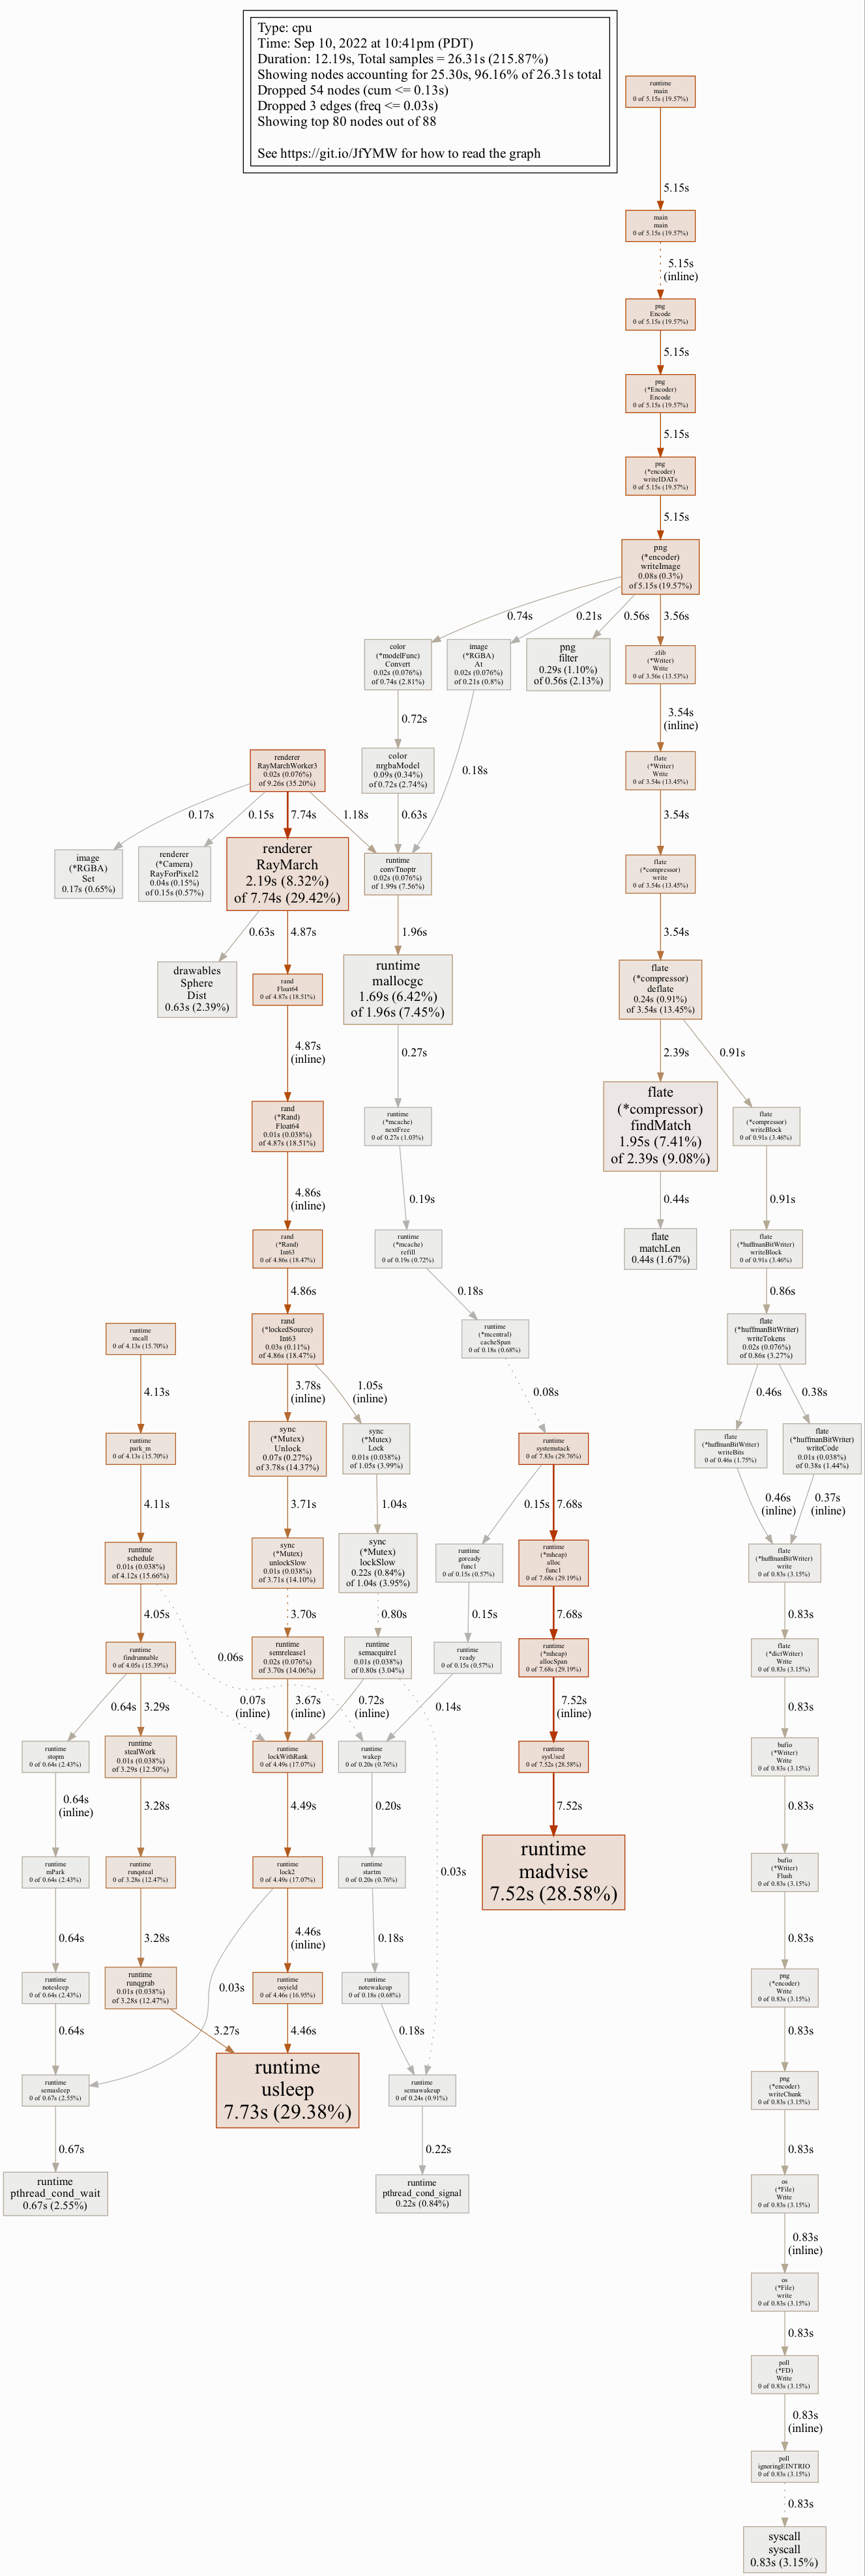 Type: cpu
Time: Sep 10, 2022 at 10:41pm (PDT)
Duration: 12.19s, Total samples = 26.31s (215.87%)
Showing nodes accounting for 25.30s, 96.16% of 26.31s total
Dropped 54 nodes (cum <= 0.13s)
Dropped 3 edges (freq <= 0.03s)
Showing top 80 nodes out of 88
See https://git.io/JfYMW for how to read the graph
runtime
main
0 of 5.15s (19.57%)
5.15s
main
main
0 of 5.15s (19.57%)
5.15s
(inline)
png
Encode
0 of 5.15s (19.57%)
5.15s
png
(*Encoder)
Encode
0 of 5.15s (19.57%)
5.15s
png
(*encoder)
writeIDATs
0 of 5.15s (19.57%)
5.15s
png
(*encoder)
writeImage
0.08s (0.3%)
of 5.15s (19.57%)
0.74s
0.21s
0.56s
3.56s
color
(*modelFunc)
Convert
0.02s (0.076%)
of 0.74s (2.81%)
image
(*RGBA)
At
0.02s (0.076%)
of 0.21s (0.8%)
png
filter
0.29s (1.10%)
of 0.56s (2.13%)
zlib
(*Writer)
Write
0 of 3.56s (13.53%)
0.72s
3.54s
(inline)
renderer
RayMarchWorker3
0.02s (0.076%)
of 9.26s (35.20%)
color
nrgbaModel
0.09s (0.34%)
of 0.72s (2.74%)
0.18s
flate
(*Writer)
Write
0 of 3.54s (13.45%)
0.17s
0.15s
7.74s
1.18s
0.63s
3.54s
image
(*RGBA)
Set
0.17s (0.65%)
renderer
(*Camera)
RayForPixel2
0.04s (0.15%)
of 0.15s (0.57%)
renderer
RayMarch
2.19s (8.32%)
of 7.74s (29.42%)
runtime
convTnoptr
0.02s (0.076%)
of 1.99s (7.56%)
flate
(*compressor)
write
0 of 3.54s (13.45%)
0.63s
4.87s
1.96s
3.54s
drawables
Sphere
Dist
0.63s (2.39%)
rand
Float64
0 of 4.87s (18.51%)
runtime
mallocgc
1.69s (6.42%)
of 1.96s (7.45%)
flate
(*compressor)
deflate
0.24s (0.91%)
of 3.54s (13.45%)
4.87s
(inline)
0.27s
2.39s
0.91s
rand
(*Rand)
Float64
0.01s (0.038%)
of 4.87s (18.51%)
runtime
(*mcache)
nextFree
0 of 0.27s (1.03%)
flate
(*compressor)
findMatch
1.95s (7.41%)
of 2.39s (9.08%)
flate
(*compressor)
writeBlock
0 of 0.91s (3.46%)
4.86s
(inline)
0.19s
0.44s
0.91s
rand
(*Rand)
Int63
0 of 4.86s (18.47%)
runtime
(*mcache)
refill
0 of 0.19s (0.72%)
flate
matchLen
0.44s (1.67%)
flate
(*huffmanBitWriter)
writeBlock
0 of 0.91s (3.46%)
4.86s
0.18s
0.86s
runtime
mcall
0 of 4.13s (15.70%)
rand
(*lockedSource)
Int63
0.03s (0.11%)
of 4.86s (18.47%)
runtime
(*mcentral)
cacheSpan
0 of 0.18s (0.68%)
flate
(*huffmanBitWriter)
writeTokens
0.02s (0.076%)
of 0.86s (3.27%)
4.13s
3.78s
(inline)
1.05s
(inline)
0.08s
0.46s
0.38s
runtime
park_m
0 of 4.13s (15.70%)
sync
(*Mutex)
Unlock
0.07s (0.27%)
of 3.78s (14.37%)
sync
(*Mutex)
Lock
0.01s (0.038%)
of 1.05s (3.99%)
runtime
systemstack
0 of 7.83s (29.76%)
flate
(*huffmanBitWriter)
writeBits
0 of 0.46s (1.75%)
flate
(*huffmanBitWriter)
writeCode
0.01s (0.038%)
of 0.38s (1.44%)
4.11s
3.71s
1.04s
0.15s
7.68s
0.46s
(inline)
0.37s
(inline)
runtime
schedule
0.01s (0.038%)
of 4.12s (15.66%)
sync
(*Mutex)
unlockSlow
0.01s (0.038%)
of 3.71s (14.10%)
sync
(*Mutex)
lockSlow
0.22s (0.84%)
of 1.04s (3.95%)
runtime
goready
func1
0 of 0.15s (0.57%)
runtime
(*mheap)
alloc
func1
0 of 7.68s (29.19%)
flate
(*huffmanBitWriter)
write
0 of 0.83s (3.15%)
4.05s
0.06s
3.70s
0.80s
0.15s
7.68s
0.83s
runtime
findrunnable
0 of 4.05s (15.39%)
runtime
semrelease1
0.02s (0.076%)
of 3.70s (14.06%)
runtime
semacquire1
0.01s (0.038%)
of 0.80s (3.04%)
runtime
ready
0 of 0.15s (0.57%)
runtime
(*mheap)
allocSpan
0 of 7.68s (29.19%)
flate
(*dictWriter)
Write
0 of 0.83s (3.15%)
0.64s
3.29s
0.07s
(inline)
3.67s
(inline)
0.72s
(inline)
0.14s
7.52s
(inline)
0.83s
runtime
stopm
0 of 0.64s (2.43%)
runtime
stealWork
0.01s (0.038%)
of 3.29s (12.50%)
runtime
lockWithRank
0 of 4.49s (17.07%)
runtime
wakep
0 of 0.20s (0.76%)
runtime
sysUsed
0 of 7.52s (28.58%)
bufio
(*Writer)
Write
0 of 0.83s (3.15%)
0.64s
(inline)
3.28s
4.49s
0.20s
7.52s
0.83s
runtime
mPark
0 of 0.64s (2.43%)
runtime
runqsteal
0 of 3.28s (12.47%)
runtime
lock2
0 of 4.49s (17.07%)
runtime
startm
0 of 0.20s (0.76%)
0.03s
runtime
madvise
7.52s (28.58%)
bufio
(*Writer)
Flush
0 of 0.83s (3.15%)
0.64s
3.28s
4.46s
(inline)
0.18s
0.83s
runtime
notesleep
0 of 0.64s (2.43%)
runtime
runqgrab
0.01s (0.038%)
of 3.28s (12.47%)
0.03s
runtime
osyield
0 of 4.46s (16.95%)
runtime
notewakeup
0 of 0.18s (0.68%)
png
(*encoder)
Write
0 of 0.83s (3.15%)
0.64s
3.27s
4.46s
0.18s
0.83s
runtime
semasleep
0 of 0.67s (2.55%)
runtime
usleep
7.73s (29.38%)
runtime
semawakeup
0 of 0.24s (0.91%)
png
(*encoder)
writeChunk
0 of 0.83s (3.15%)
0.67s
0.22s
0.83s
runtime
pthread_cond_wait
0.67s (2.55%)
runtime
pthread_cond_signal
0.22s (0.84%)
os
(*File)
Write
0 of 0.83s (3.15%)
0.83s
(inline)
os
(*File)
write
0 of 0.83s (3.15%)
0.83s
poll
(*FD)
Write
0 of 0.83s (3.15%)
0.83s
(inline)
poll
ignoringEINTRIO
0 of 0.83s (3.15%)
0.83s
syscall
syscall
0.83s (3.15%)